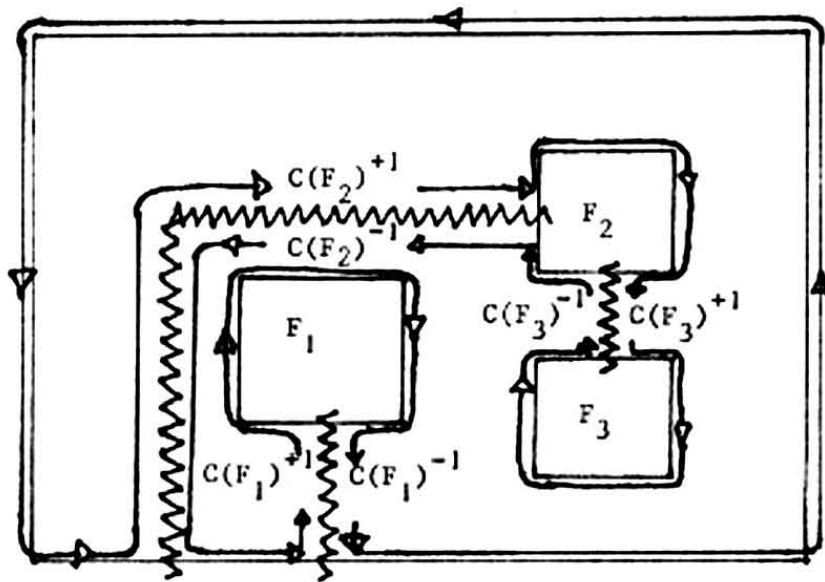 C(F₂)⁺¹
F₂
C(F₂)⁻¹
F₁
C(F₃)⁻¹ C(F₃)⁺¹
F₃
C(F₁)⁺¹ C(F₁)⁻¹